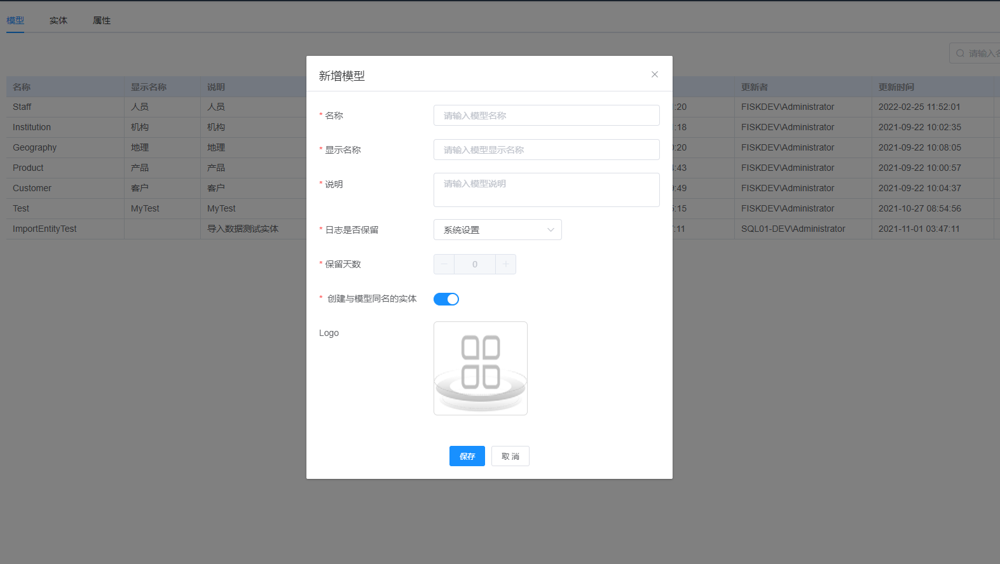 模型 实体 属性
请输入名
名称 显示名称 说明 更新者 更新时间
Staff 人员 人员 :20 FISKDEV\Administrator 2022-02-25 11:52:01
Institution 机构 机构 :18 FISKDEV\Administrator 2021-09-22 10:02:35
Geography 地理 地理 :20 FISKDEV\Administrator 2021-09-22 10:08:05
Product 产品 产品 :43 FISKDEV\Administrator 2021-09-22 10:00:57
Customer 客户 客户 :49 FISKDEV\Administrator 2021-09-22 10:04:37
Test MyTest MyTest :15 FISKDEV\Administrator 2021-10-27 08:54:56
ImportEntityTest 导入数据测试实体 :11 SQL01-DEV\Administrator 2021-11-01 03:47:11
新增模型
* 名称 请输入模型名称
* 显示名称 请输入模型显示名称
* 说明 请输入模型说明
* 日志是否保留 系统设置
* 保留天数 − 0 +
* 创建与模型同名的实体
Logo
保存 取消